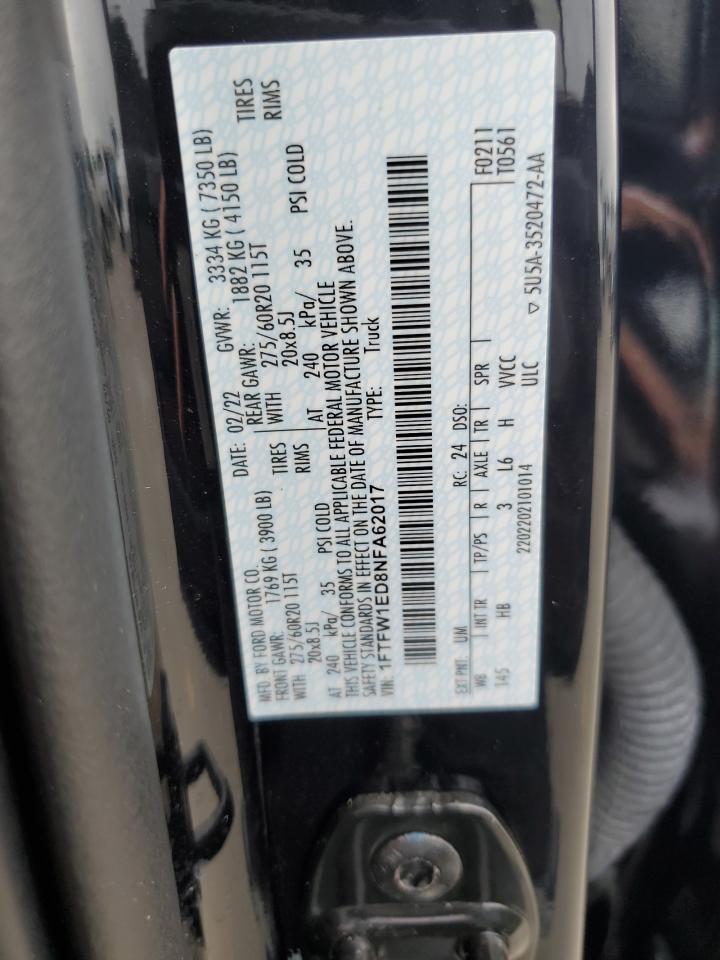 MFD. BY FORD MOTOR CO.
DATE: 02/22 GVWR: 3334 KG ( 7350 LB)
FRONT GAWR: 1769 KG ( 3900 LB) REAR GAWR: 1882 KG ( 4150 LB)
WITH 275/60R20 115T TIRES WITH 275/60R20 115T TIRES
20x8.5J RIMS 20x8.5J RIMS
AT 240 kPa/ 35 PSI COLD AT 240 kPa/ 35 PSI COLD
THIS VEHICLE CONFORMS TO ALL APPLICABLE FEDERAL MOTOR VEHICLE
SAFETY STANDARDS IN EFFECT ON THE DATE OF MANUFACTURE SHOWN ABOVE.
VIN: 1FTFW1ED8NFA62017 TYPE: Truck
EXT PNT: UM RC: 24 DSO: F0211
WB INT TR TP/PS R AXLE TR SPR T0561
145 HB 3 L6 H VVCC
2202202101014 ULC ▽ 5U5A-3520472-AA